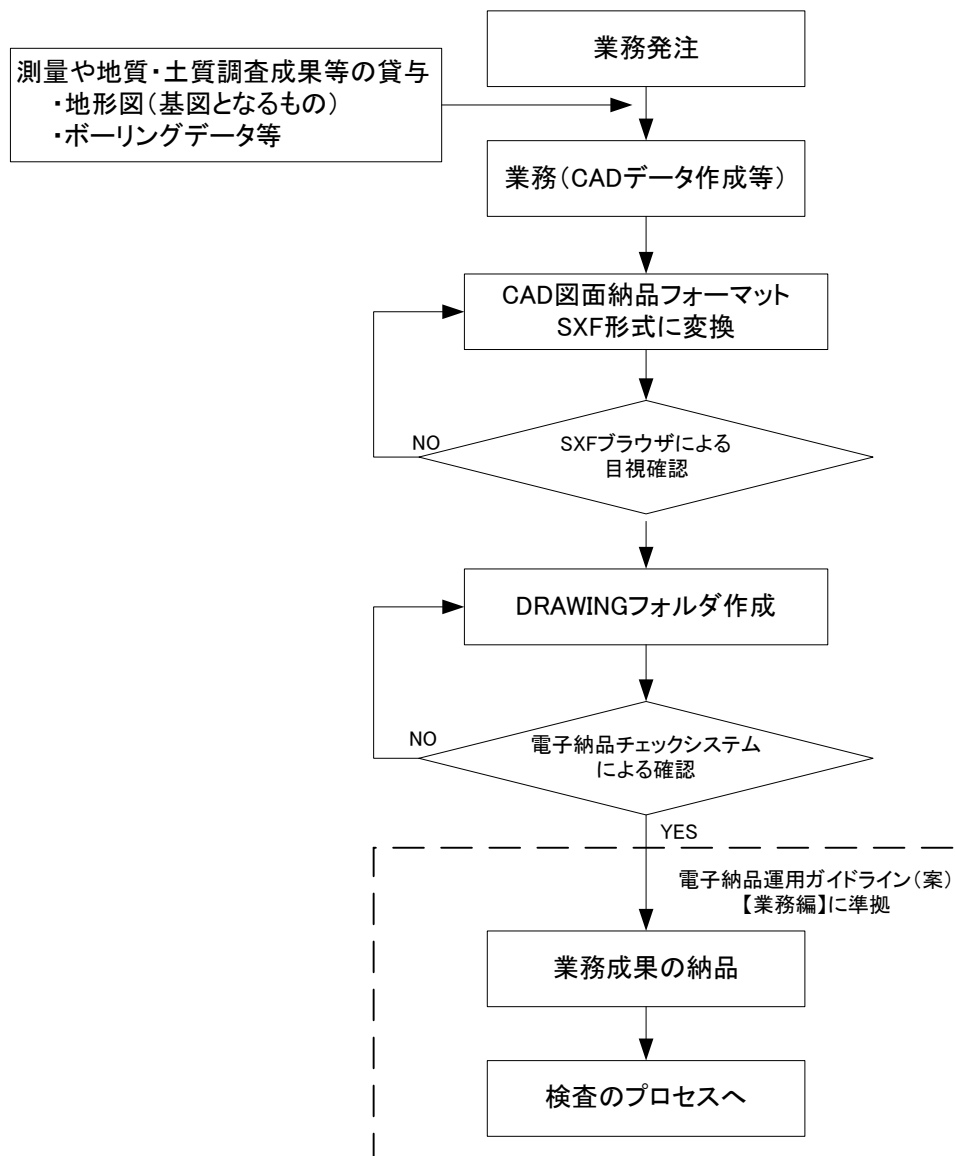 業務発注
測量や地質・土質調査成果等の貸与
・地形図（基図となるもの）
・ボーリングデータ等
業務（CADデータ作成等）
CAD図面納品フォーマット
SXF形式に変換
NO
SXFブラウザによる
目視確認
DRAWINGフォルダ作成
NO
電子納品チェックシステム
による確認
YES
電子納品運用ガイドライン（案）
【業務編】に準拠
業務成果の納品
検査のプロセスへ